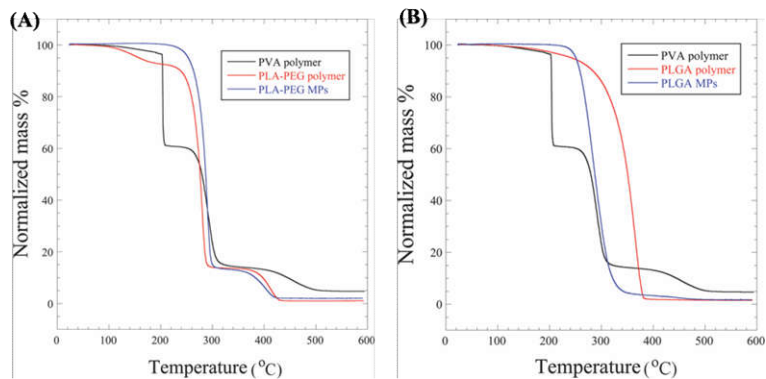 (A)
PVA polymer
PLA-PEG polymer
PLA-PEG MPs
Normalized mass %
100
80
60
40
20
0
0 100 200 300 400 500 600
Temperature (°C)
(B)
PVA polymer
PLGA polymer
PLGA MPs
Normalized mass %
100
80
60
40
20
0
0 100 200 300 400 500 600
Temperature (°C)